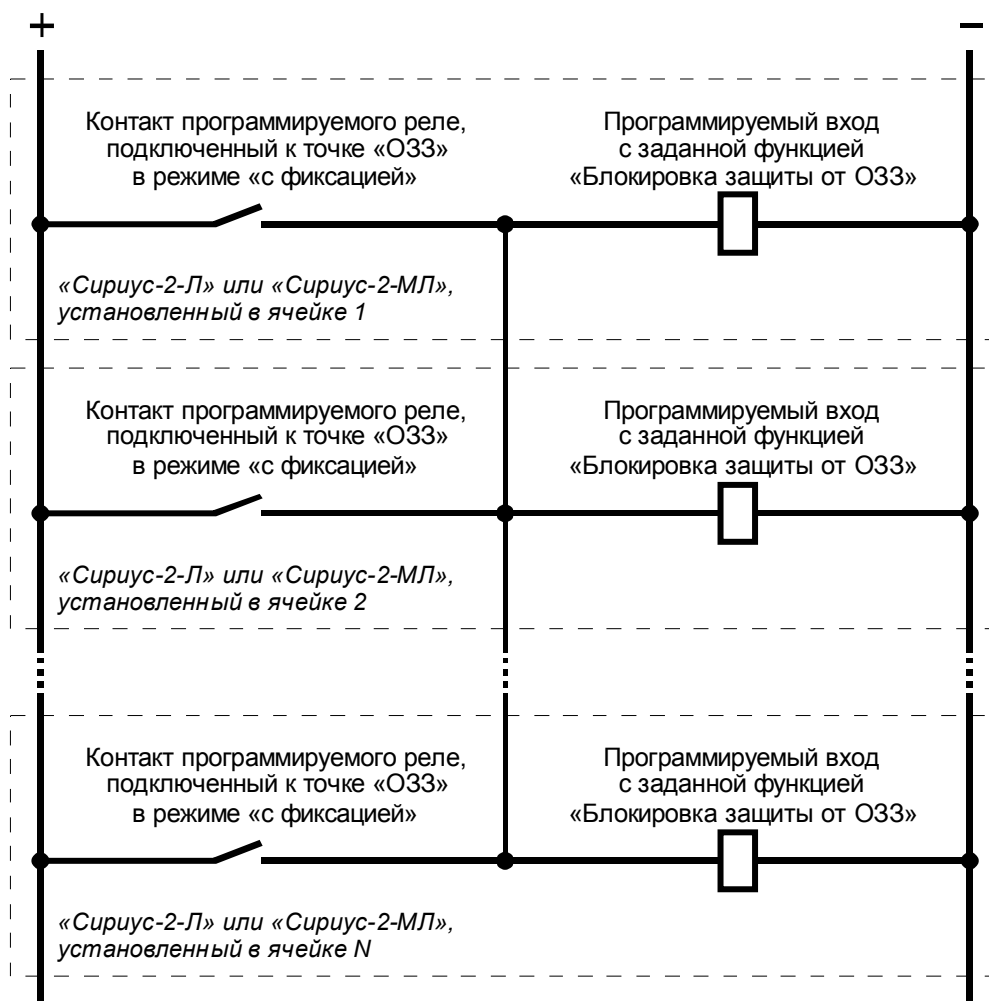 + –
Контакт программируемого реле,
подключенный к точке «ОЗЗ»
в режиме «с фиксацией»
Программируемый вход
с заданной функцией
«Блокировка защиты от ОЗЗ»
«Сириус-2-Л» или «Сириус-2-МЛ»,
установленный в ячейке 1
Контакт программируемого реле,
подключенный к точке «ОЗЗ»
в режиме «с фиксацией»
Программируемый вход
с заданной функцией
«Блокировка защиты от ОЗЗ»
«Сириус-2-Л» или «Сириус-2-МЛ»,
установленный в ячейке 2
Контакт программируемого реле,
подключенный к точке «ОЗЗ»
в режиме «с фиксацией»
Программируемый вход
с заданной функцией
«Блокировка защиты от ОЗЗ»
«Сириус-2-Л» или «Сириус-2-МЛ»,
установленный в ячейке N